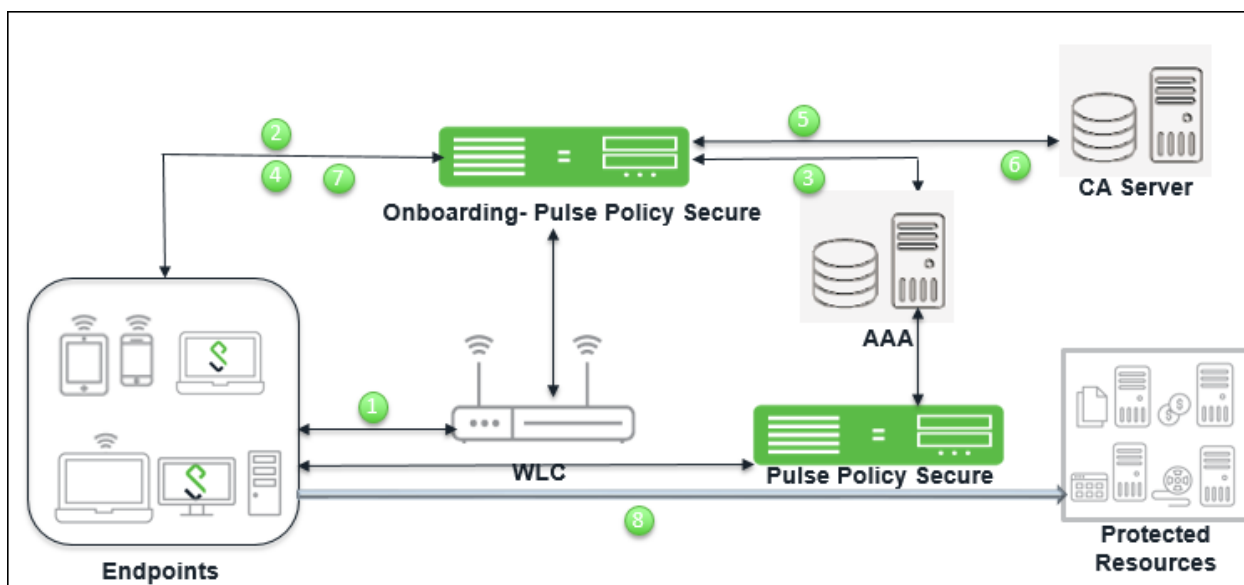 2
5
4
7
3
6
CA Server
Onboarding- Pulse Policy Secure
AAA
1
WLC
Pulse Policy Secure
8
Protected
Resources
Endpoints